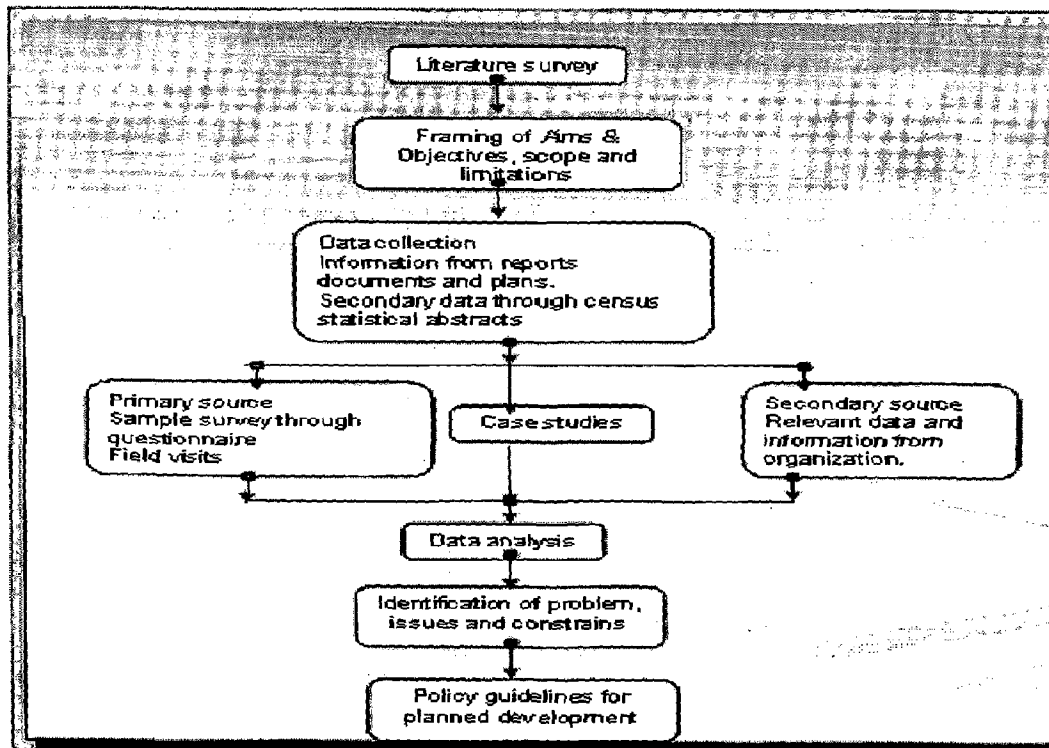 Literature survey
Framing of Aims &
Objectives, scope and
limitations
Data collection
Information from reports
documents and plans.
Secondary data through census
statistical abstracts
Primary source
Sample survey through
questionnaire
Field visits
Case studies
Secondary source
Relevant data and
information from
organization.
Data analysis
Identification of problem,
issues and constrains
Policy guidelines for
planned development